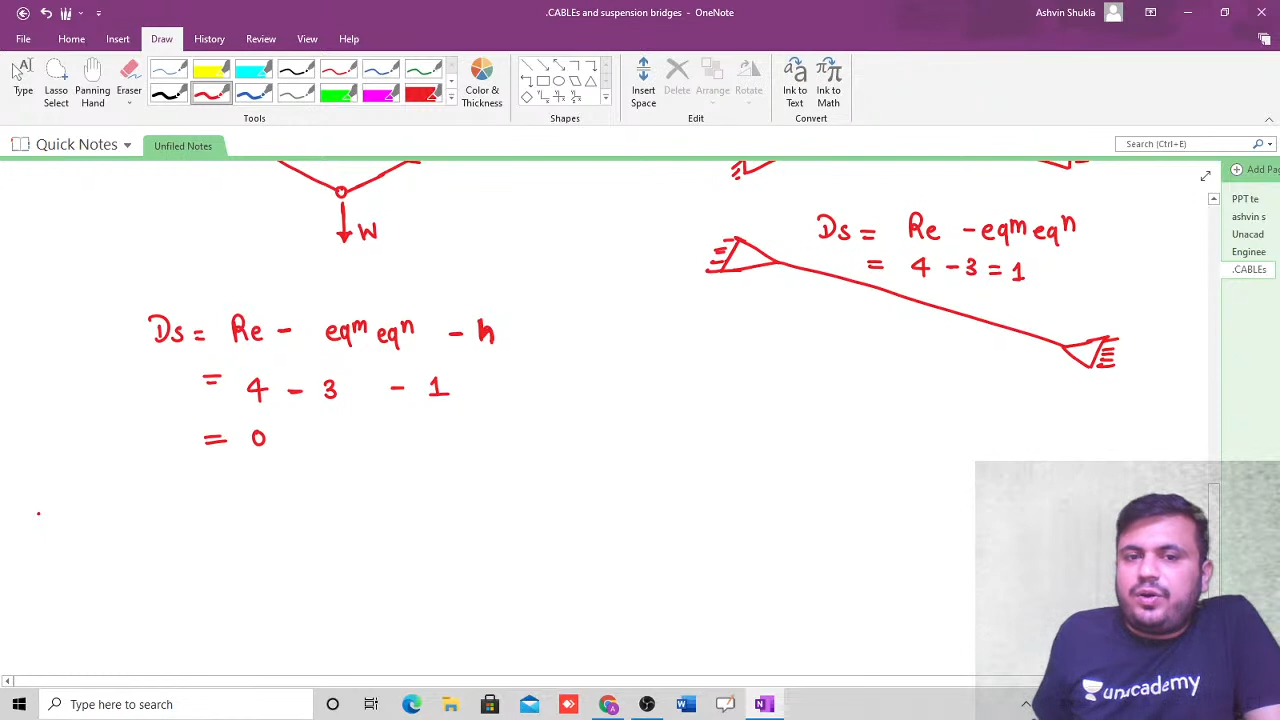 .CABLEs and suspension bridges - OneNote
Ashvin Shukla
File Home Insert Draw History Review View Help
Type
Lasso Select
Panning Hand
Eraser
Color & Thickness
Insert Space
Delete
Arrange
Rotate
Ink to Text
Ink to Math
Tools
Shapes
Edit
Convert
Quick Notes
Unfiled Notes
Search (Ctrl+E)
Add Pag
PPT te
ashvin s
Unacad
Enginee
.CABLEs
W
Ds = Re - eqᵐ eqⁿ
= 4 - 3 = 1
Ds = Re - eqᵐ eqⁿ - h
= 4 - 3 - 1
= 0
unacademy
Type here to search